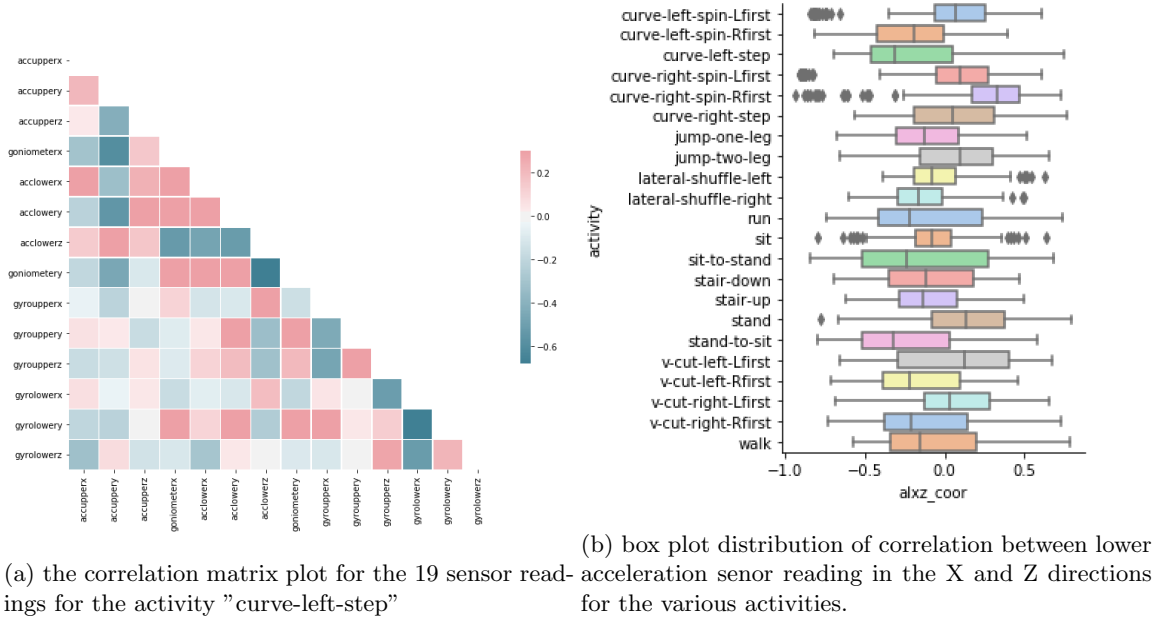 accupperx
accuppery
accupperz
goniometerx
acclowerx
acclowery
acclowerz
goniometery
gyroupperx
gyrouppery
gyroupperz
gyrolowerx
gyrolowery
gyrolowerz
accupperx
accuppery
accupperz
goniometerx
acclowerx
acclowery
acclowerz
goniometery
gyroupperx
gyrouppery
gyroupperz
gyrolowerx
gyrolowery
gyrolowerz
0.2
0.0
−0.2
−0.4
−0.6
(a) the correlation matrix plot for the 19 sensor read-
ings for the activity ”curve-left-step”
activity
curve-left-spin-Lfirst
curve-left-spin-Rfirst
curve-left-step
curve-right-spin-Lfirst
curve-right-spin-Rfirst
curve-right-step
jump-one-leg
jump-two-leg
lateral-shuffle-left
lateral-shuffle-right
run
sit
sit-to-stand
stair-down
stair-up
stand
stand-to-sit
v-cut-left-Lfirst
v-cut-left-Rfirst
v-cut-right-Lfirst
v-cut-right-Rfirst
walk
−1.0 −0.5 0.0 0.5
alxz_coor
(b) box plot distribution of correlation between lower
acceleration senor reading in the X and Z directions
for the various activities.